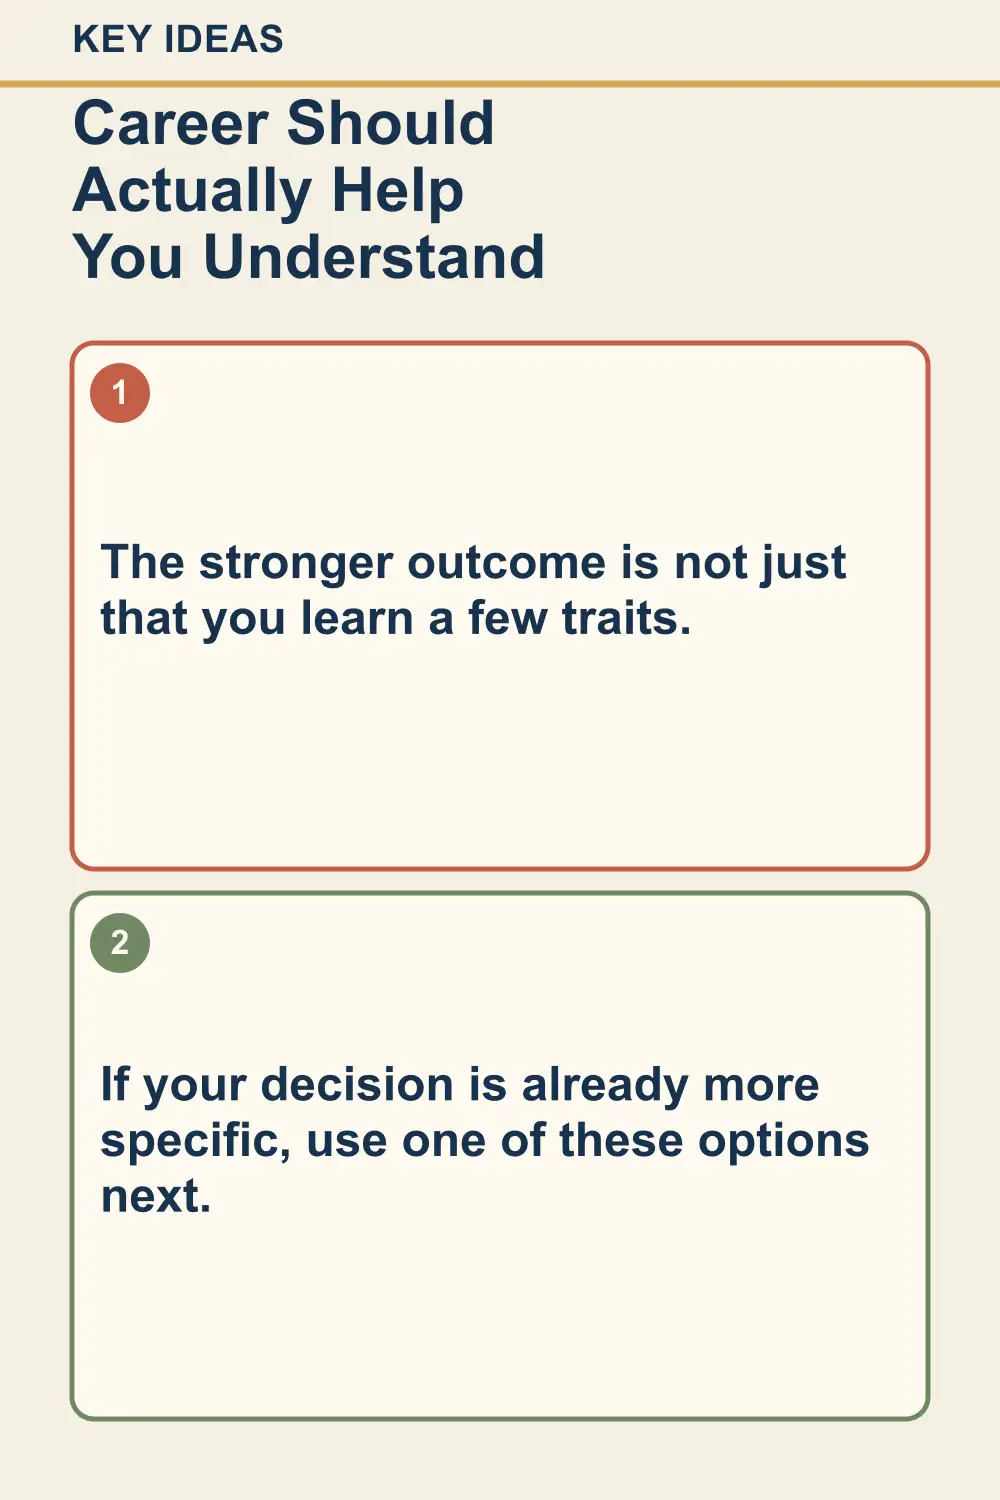 KEY IDEAS
Career Should
Actually Help
You Understand
1
The stronger outcome is not just
that you learn a few traits.
2
If your decision is already more
specific, use one of these options
next.